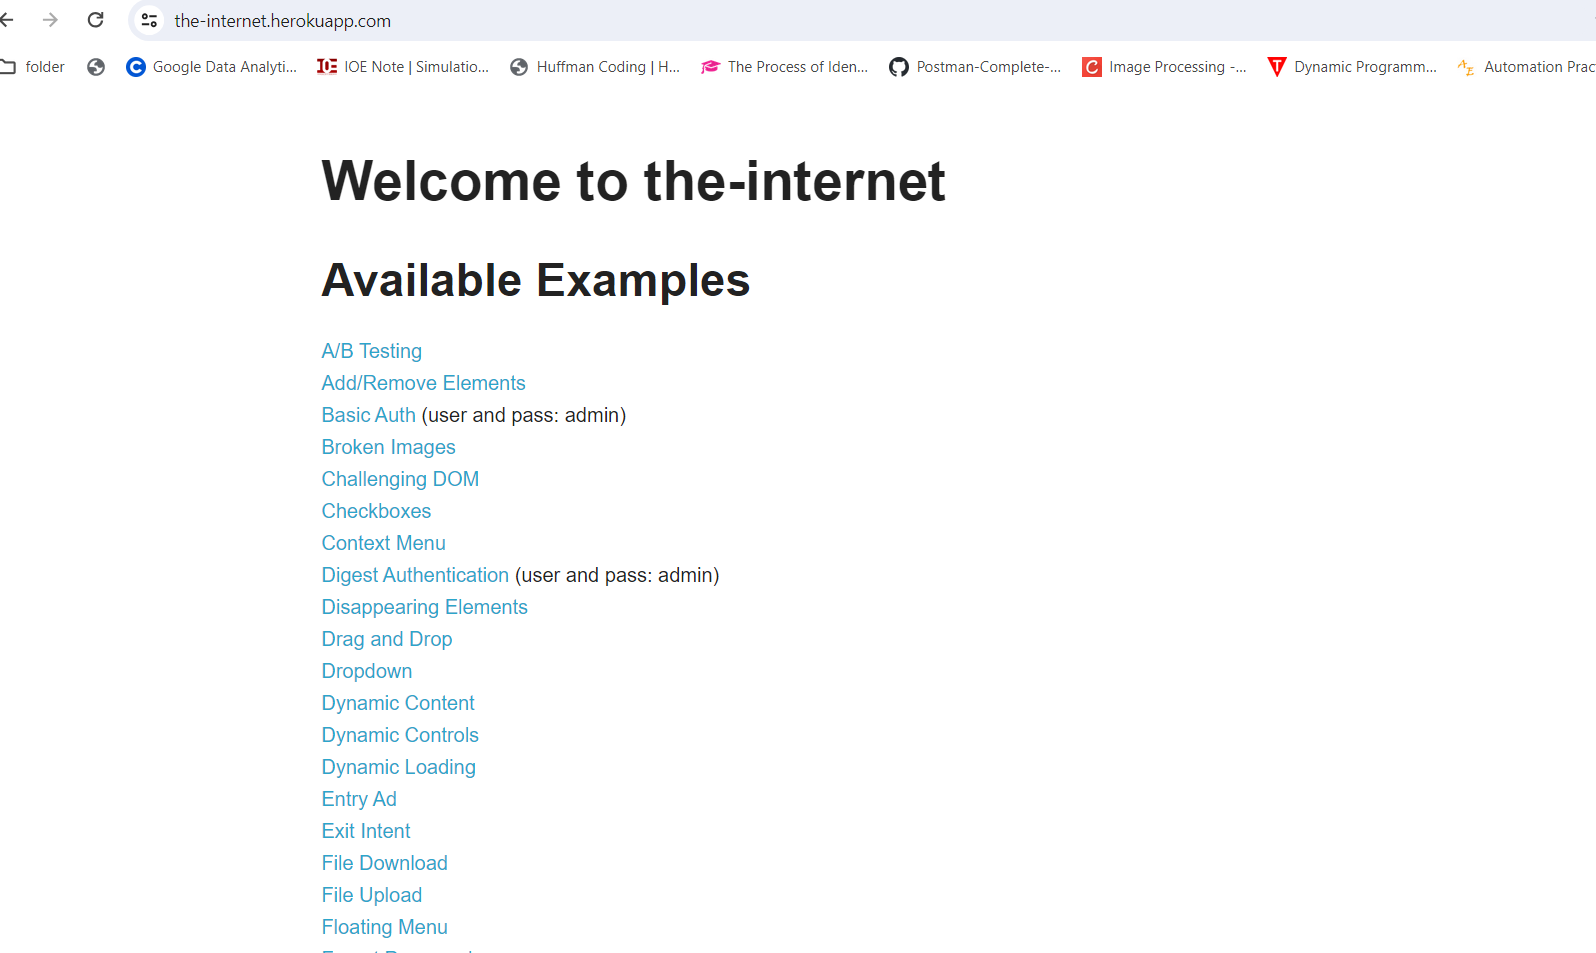 the-internet.herokuapp.com
folder Google Data Analyti... IOE Note | Simulatio... Huffman Coding | H... The Process of Iden... Postman-Complete-... Image Processing -... Dynamic Programm... Automation Prac
Welcome to the-internet
Available Examples
A/B Testing
Add/Remove Elements
Basic Auth (user and pass: admin)
Broken Images
Challenging DOM
Checkboxes
Context Menu
Digest Authentication (user and pass: admin)
Disappearing Elements
Drag and Drop
Dropdown
Dynamic Content
Dynamic Controls
Dynamic Loading
Entry Ad
Exit Intent
File Download
File Upload
Floating Menu